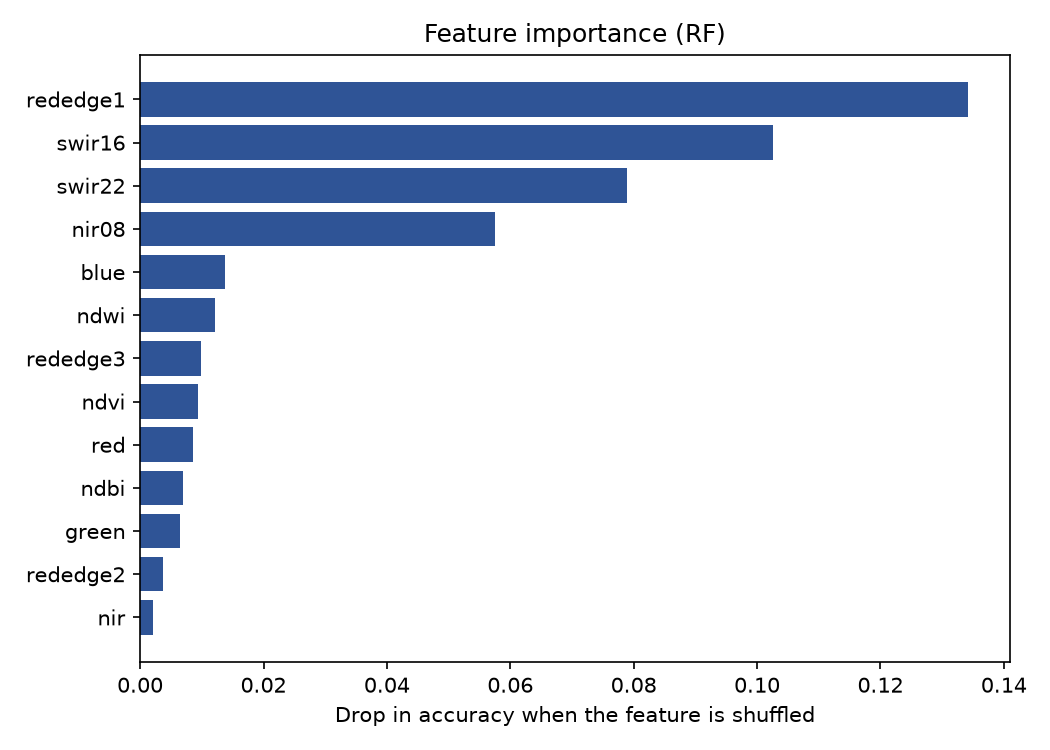 Feature importance (RF)
rededge1
swir16
swir22
nir08
blue
ndwi
rededge3
ndvi
red
ndbi
green
rededge2
nir
0.00 0.02 0.04 0.06 0.08 0.10 0.12 0.14
Drop in accuracy when the feature is shuffled